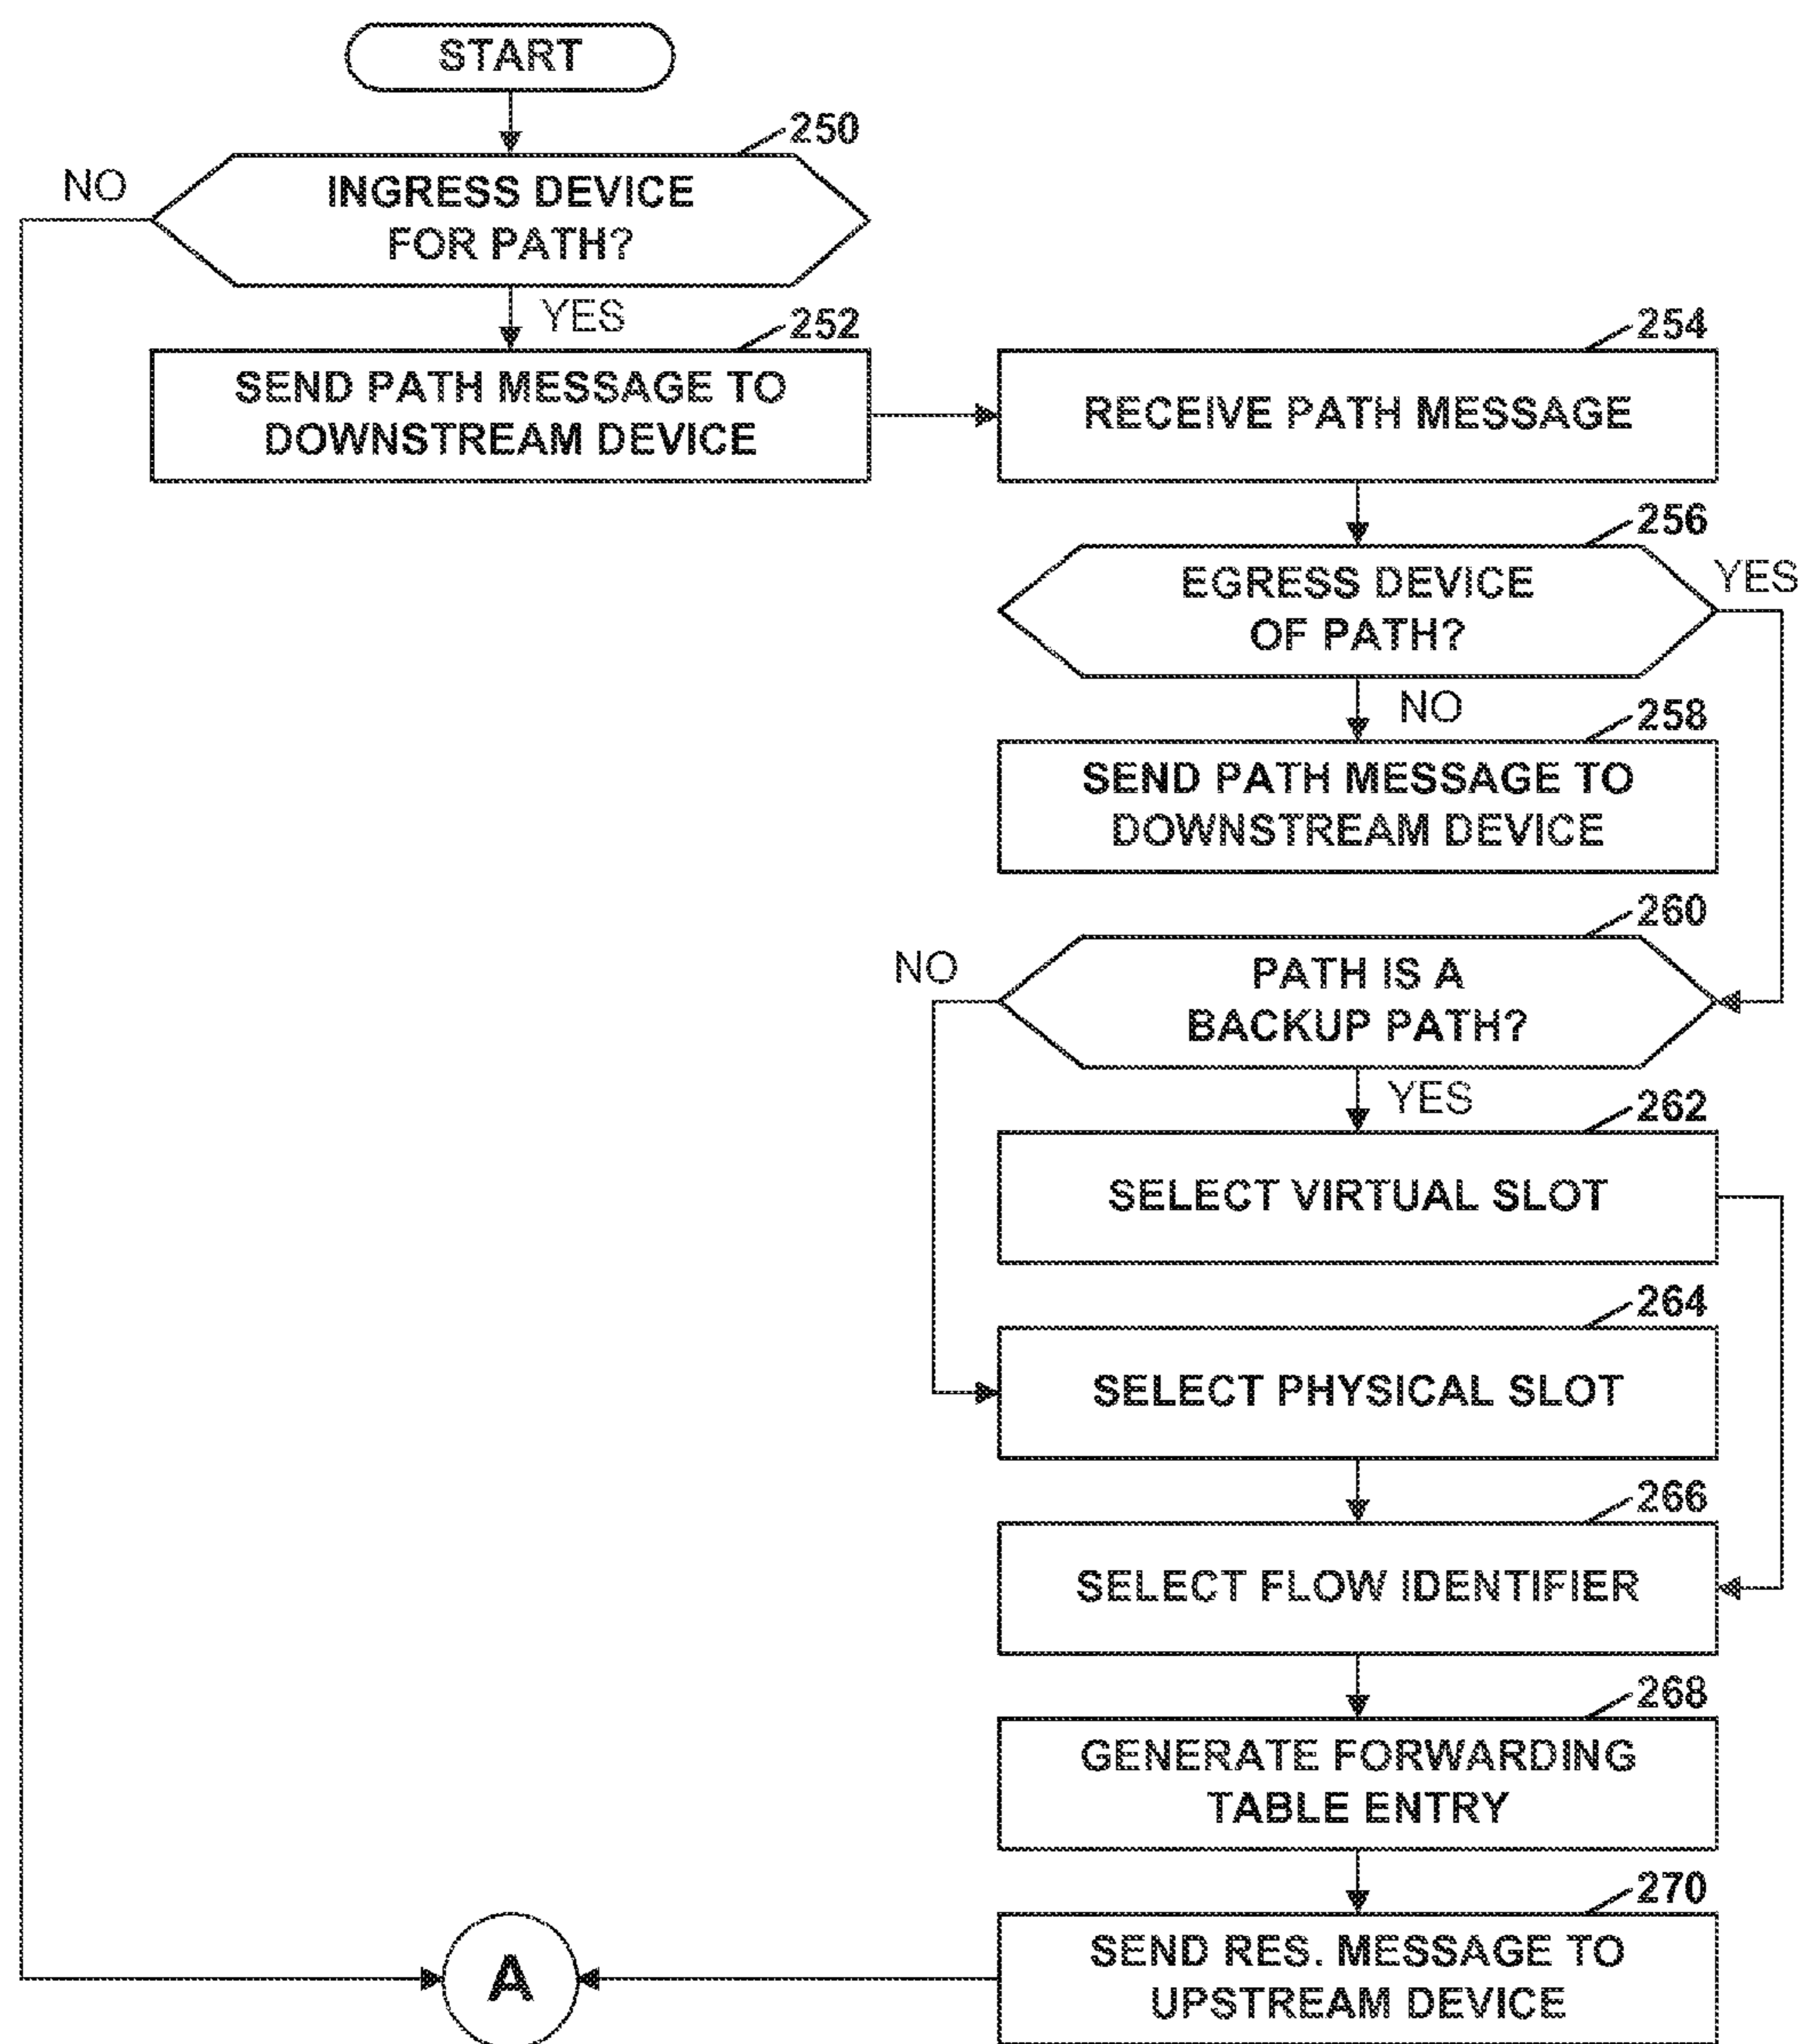 START
250
NO
INGRESS DEVICE
FOR PATH?
YES
252
SEND PATH MESSAGE TO
DOWNSTREAM DEVICE
254
RECEIVE PATH MESSAGE
256
EGRESS DEVICE
OF PATH?
YES
NO
258
SEND PATH MESSAGE TO
DOWNSTREAM DEVICE
260
NO
PATH IS A
BACKUP PATH?
YES
262
SELECT VIRTUAL SLOT
264
SELECT PHYSICAL SLOT
266
SELECT FLOW IDENTIFIER
268
GENERATE FORWARDING
TABLE ENTRY
270
SEND RES. MESSAGE TO
UPSTREAM DEVICE
A